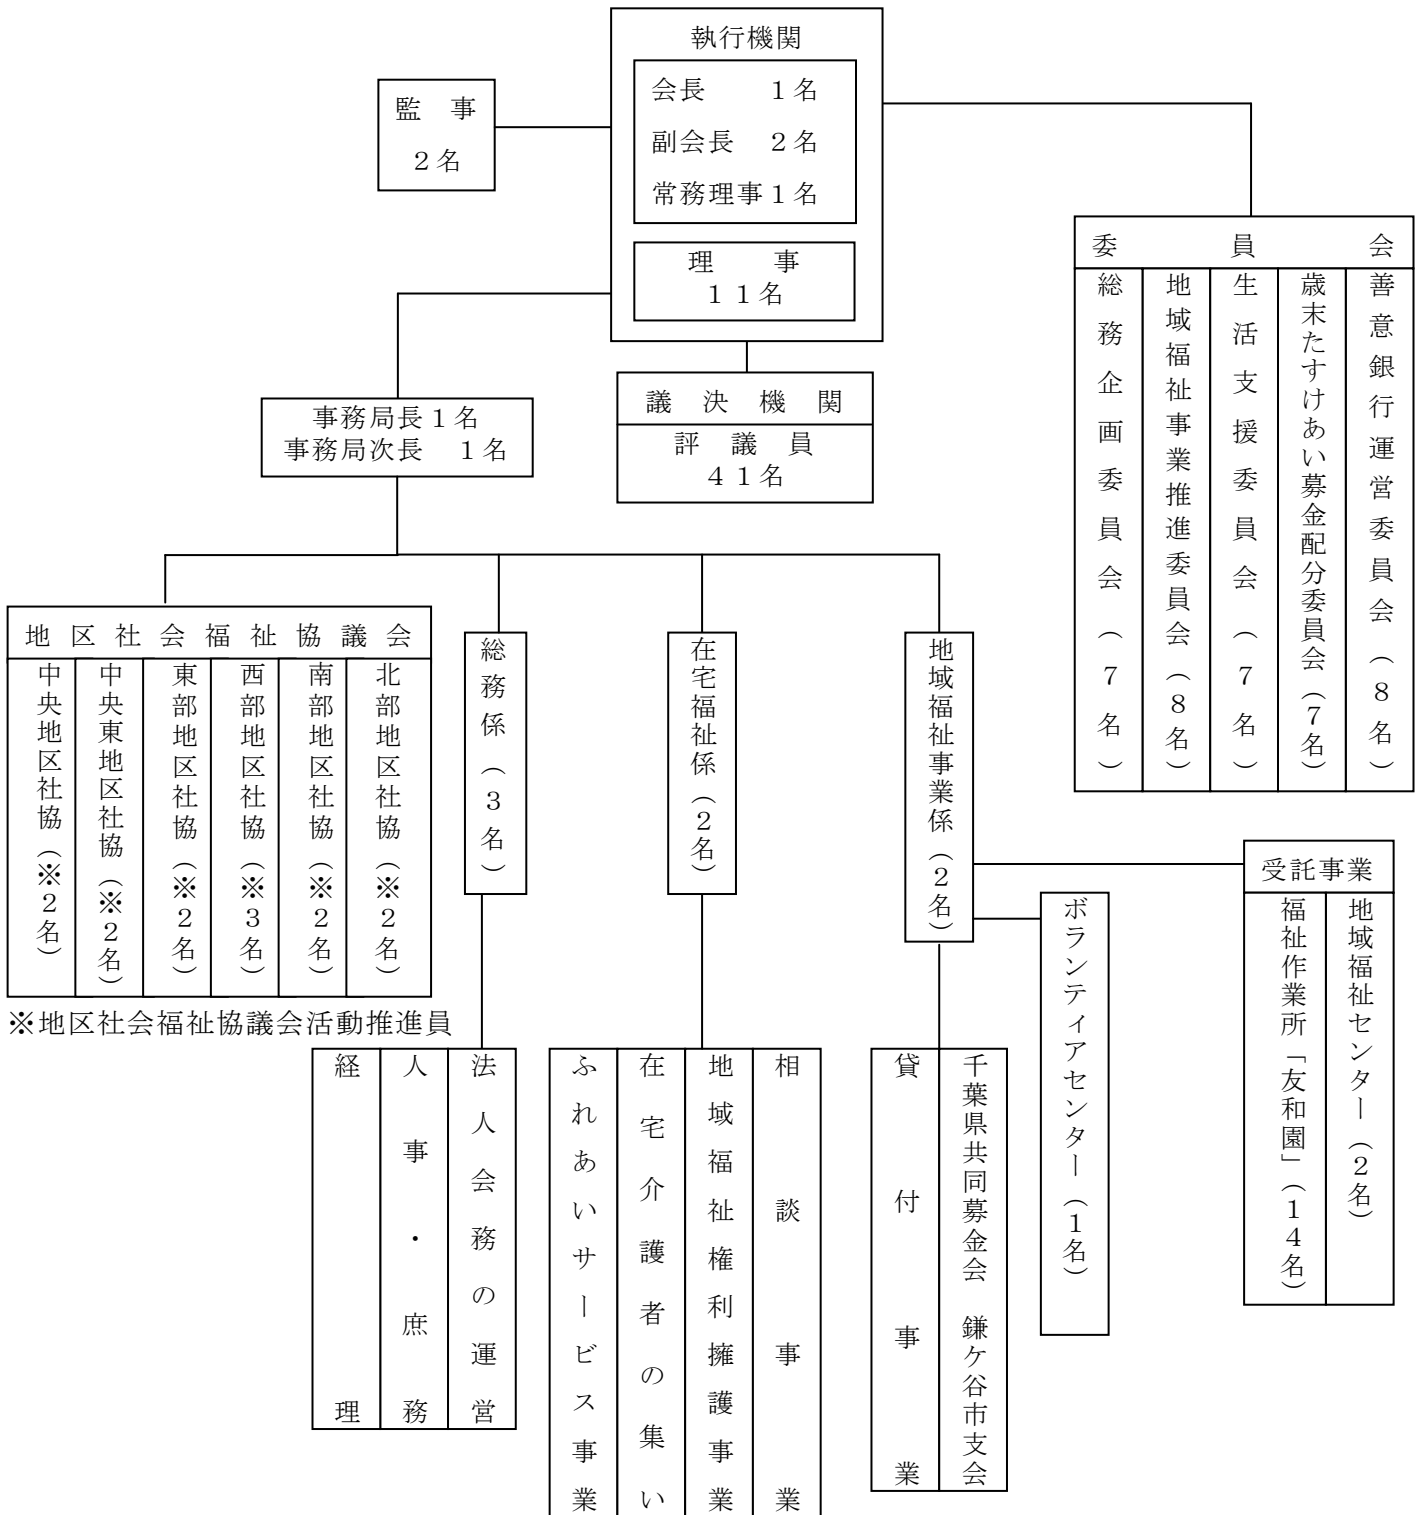 執行機関
会長 1名
副会長 2名
常務理事1名
理 事
11名
監 事
2名
事務局長1名
事務局次長 1名
議 決 機 関
評 議 員
41名
委 員 会
善意銀行運営委員会(8名)
歳末たすけあい募金配分委員会(7名)
生活支援委員会(7名)
地域福祉事業推進委員会(8名)
総務企画委員会(7名)
地 区 社 会 福 祉 協 議 会
北部地区社協(※2名)
南部地区社協(※2名)
西部地区社協(※3名)
東部地区社協(※2名)
中央東地区社協(※2名)
中央地区社協(※2名)
※地区社会福祉協議会活動推進員
総務係(3名)
在宅福祉係(2名)
地域福祉事業係(2名)
受託事業
地域福祉センター(2名)
福祉作業所「友和園」(14名)
ボランティアセンター(1名)
法人会務の運営
人事・庶務
経理
相談事業
地域福祉権利擁護事業
在宅介護者の集い
ふれあいサービス事業
千葉県共同募金会 鎌ケ谷市支会
貸付事業